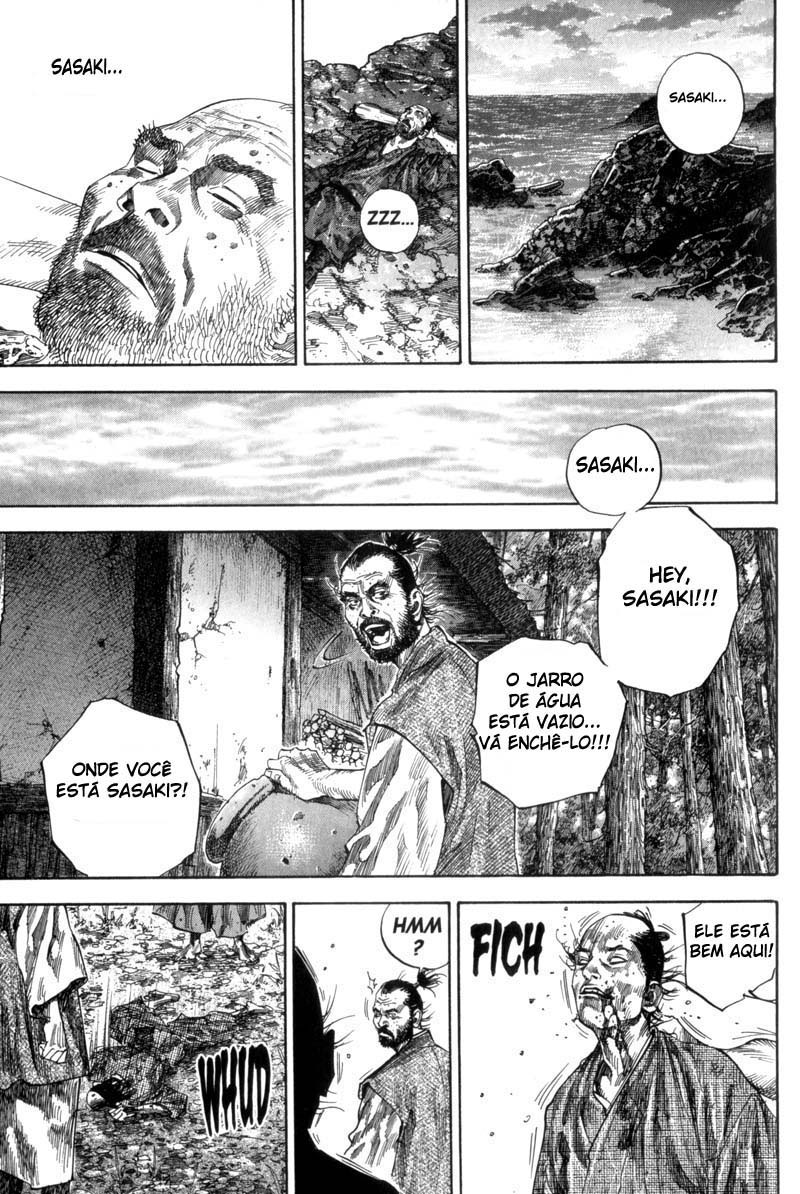 SASAKI...
ZZZ...
SASAKI...
SASAKI...
HEY,
SASAKI!!!
O JARRO
DE ÁGUA
ESTÁ VAZIO...
VÁ ENCHÊ-LO!!!
ONDE VOCÊ
ESTÁ SASAKI?!
ELE ESTÁ
BEM AQUI!
FICH
HMM
?
WHUD